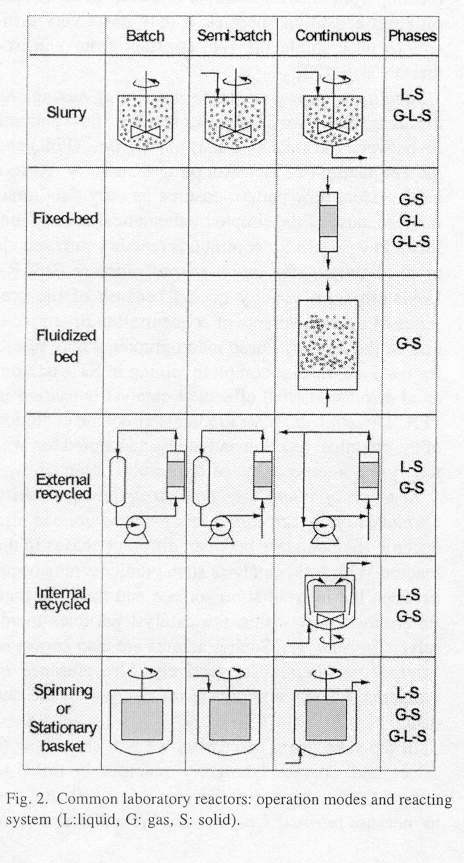 Batch Semi-batch Continuous Phases
Slurry
L-S
G-L-S
Fixed-bed
G-S
G-L
G-L-S
Fluidized
bed
G-S
External
recycled
L-S
G-S
Internal
recycled
L-S
G-S
Spinning
or
Stationary
basket
L-S
G-S
G-L-S
Fig. 2. Common laboratory reactors: operation modes and reacting
system (L:liquid, G: gas, S: solid).